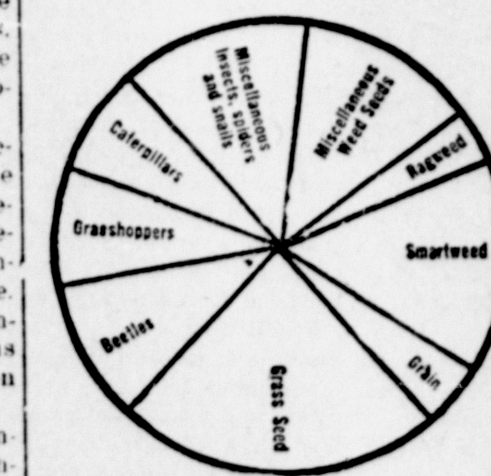 Miscellaneous
Insects, spiders
and snails
Miscellaneous
Weed Seeds
Ragweed
Smartweed
Grain
Grass Seed
Beetles
Grasshoppers
Caterpillars